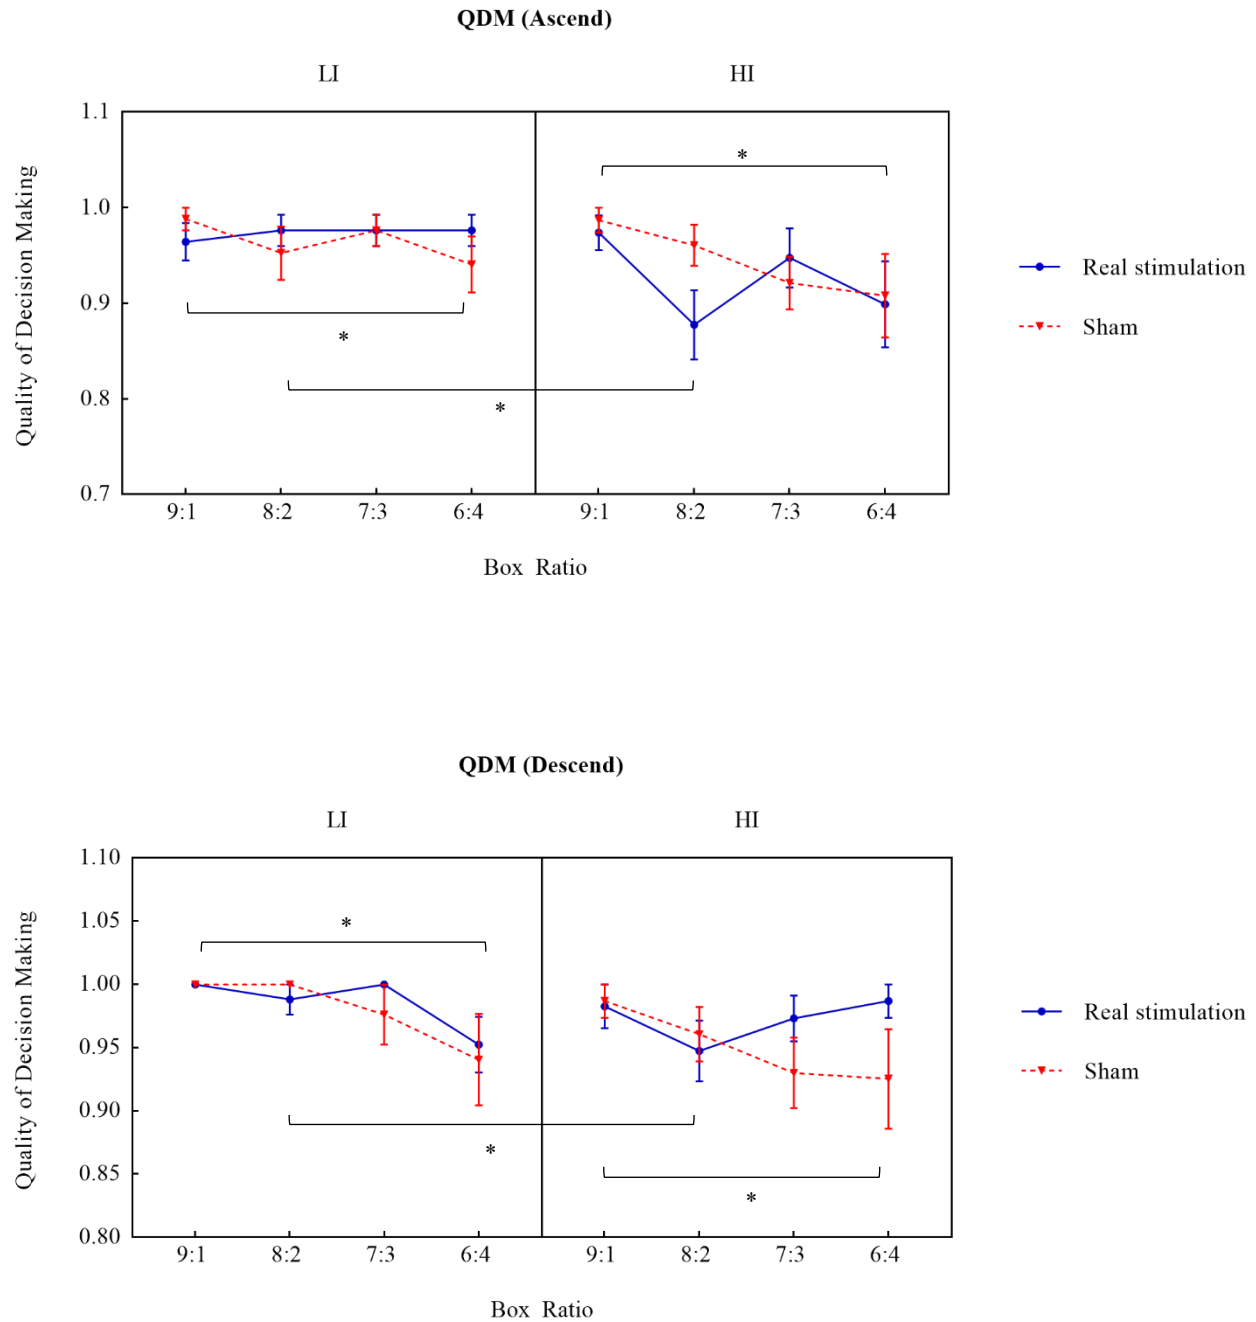 QDM (Ascend)
LI HI
Quality of Decision Making
1.1
1.0
0.9
0.8
0.7
*
*
*
9:1 8:2 7:3 6:4 9:1 8:2 7:3 6:4
Box Ratio
Real stimulation
Sham
QDM (Descend)
LI HI
Quality of Decision Making
1.10
1.05
1.00
0.95
0.90
0.85
0.80
*
*
*
9:1 8:2 7:3 6:4 9:1 8:2 7:3 6:4
Box Ratio
Real stimulation
Sham